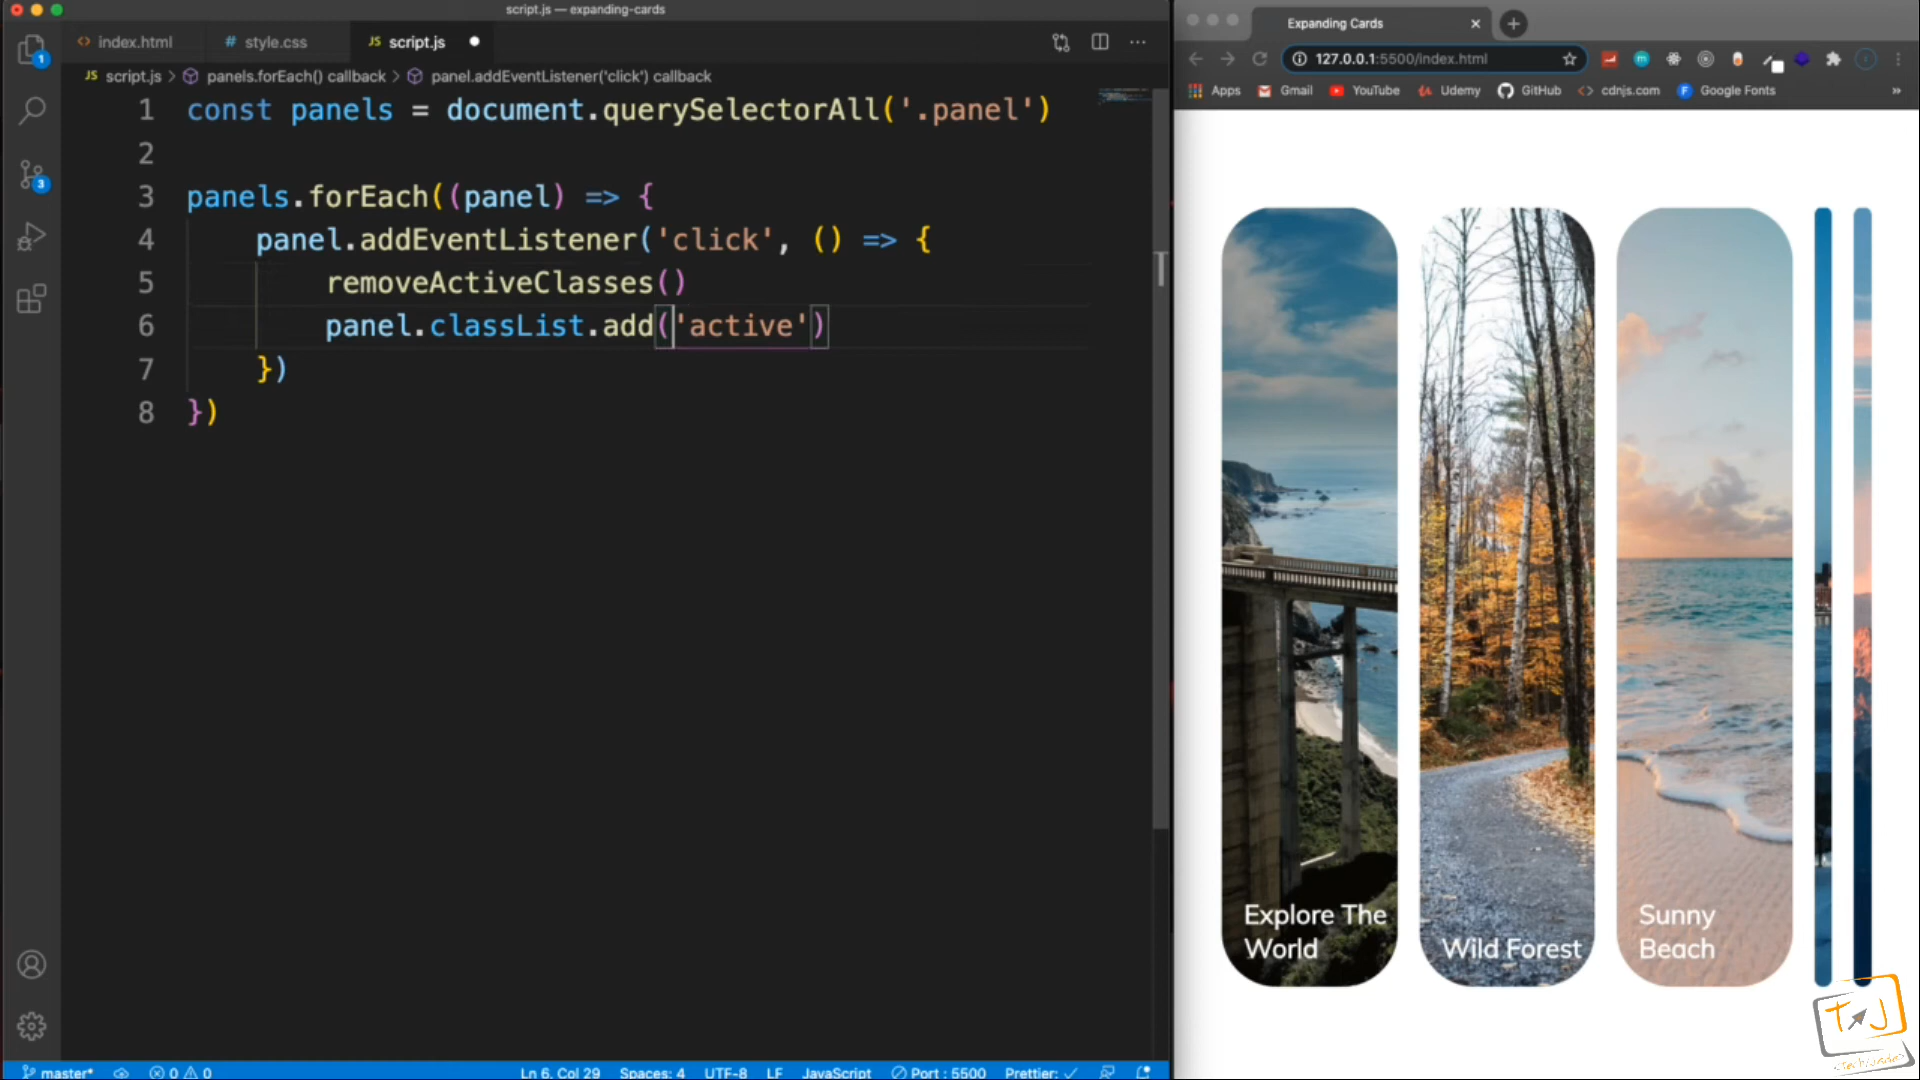 script.js — expanding-cards
index.html
style.css
script.js
script.js > panels.forEach() callback > panel.addEventListener('click') callback
1 const panels = document.querySelectorAll('.panel')
2
3 panels.forEach((panel) => {
4 panel.addEventListener('click', () => {
5 removeActiveClasses()
6 panel.classList.add('active')
7 })
8 })
1
3
master* 0 0 Ln 6, Col 29 Spaces: 4 UTF-8 LF JavaScript Port : 5500 Prettier: ✓
Expanding Cards
127.0.0.1:5500/index.html
Apps Gmail YouTube Udemy GitHub cdnjs.com Google Fonts »
Explore The
World
Wild Forest
Sunny
Beach